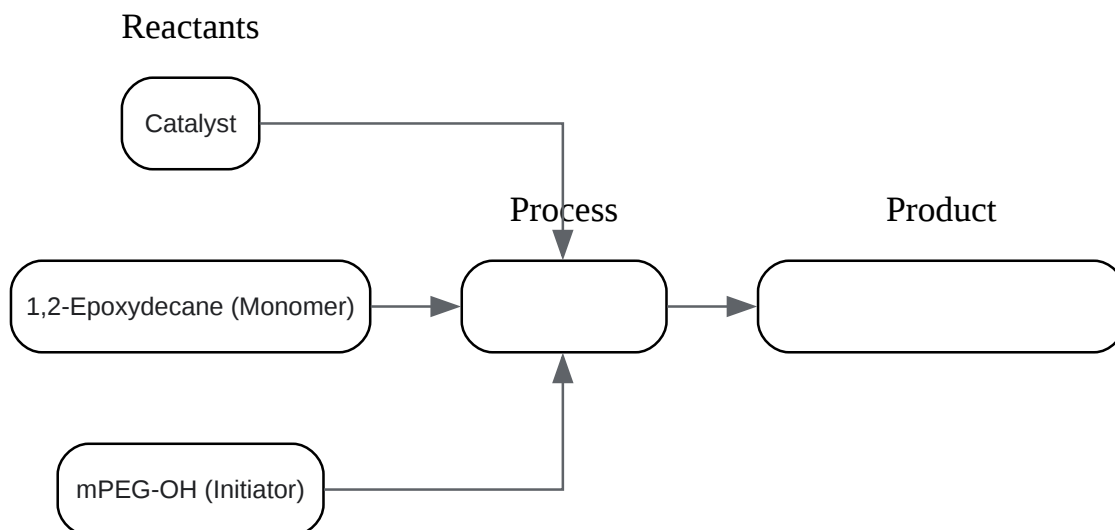 Reactants
Catalyst
Process
Product
1,2-Epoxydecane (Monomer)
mPEG-OH (Initiator)